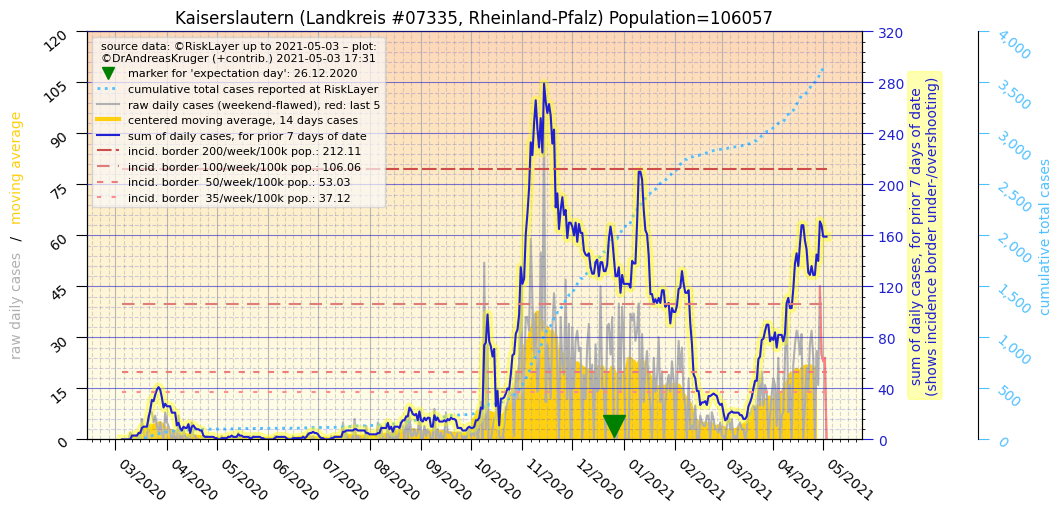 Kaiserslautern (Landkreis #07335, Rheinland-Pfalz) Population=106057
source data: ©RiskLayer up to 2021-05-03 – plot:
©DrAndreasKruger (+contrib.) 2021-05-03 17:31
marker for 'expectation day': 26.12.2020
cumulative total cases reported at RiskLayer
raw daily cases (weekend-flawed), red: last 5
centered moving average, 14 days cases
sum of daily cases, for prior 7 days of date
incid. border 200/week/100k pop.: 212.11
incid. border 100/week/100k pop.: 106.06
incid. border  50/week/100k pop.: 53.03
incid. border  35/week/100k pop.: 37.12
raw daily cases / moving average
120
105
90
75
60
45
30
15
0
03/2020
04/2020
05/2020
06/2020
07/2020
08/2020
09/2020
10/2020
11/2020
12/2020
01/2021
02/2021
03/2021
04/2021
05/2021
320
280
240
200
160
120
80
40
0
sum of daily cases, for prior 7 days of date
(shows incidence border under-/overshooting)
4,000
3,500
3,000
2,500
2,000
1,500
1,000
500
0
cumulative total cases